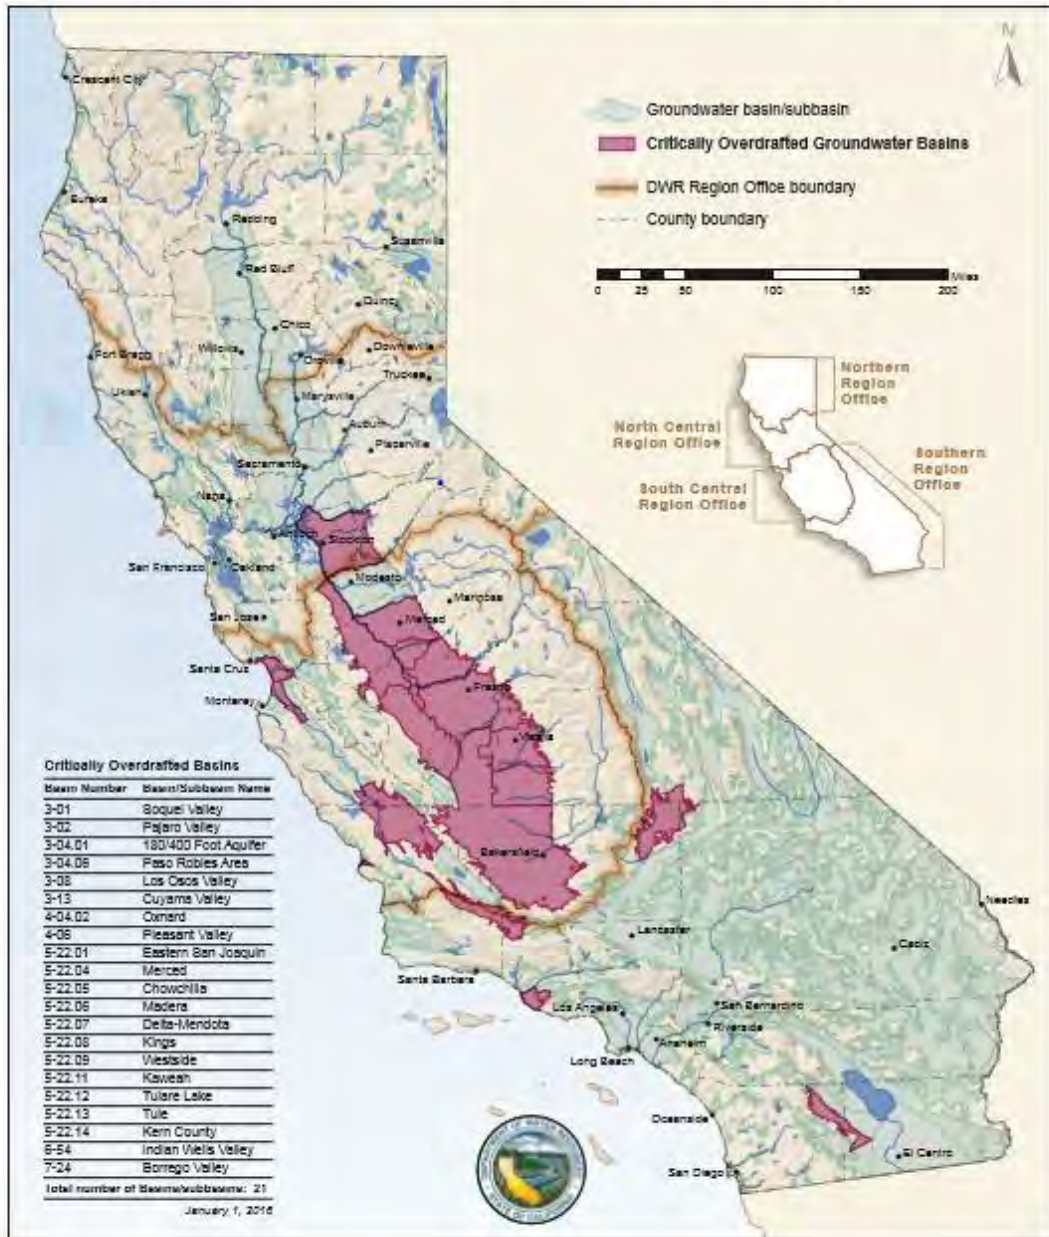 N
Groundwater basin/subbasin
Critically Overdrafted Groundwater Basins
DWR Region Office boundary
County boundary
Miles
0 25 50 100 150 200
Northern
Region
Office
North Central
Region Office
Southern
Region
Office
South Central
Region Office
Crescent City
Eureka
Redding
Susanville
Red Bluff
Quincy
Chico
Willows
Oroville
Downieville
Fort Bragg
Truckee
Ukiah
Marysville
Auburn
Placerville
Sacramento
Napa
Antioch
Stockton
San Francisco
Oakland
Modesto
Mariposa
San Jose
Merced
Santa Cruz
Fresno
Monterey
Visalia
Bakersfield
Needles
Lancaster
Cadiz
Santa Barbara
Los Angeles
San Bernardino
Riverside
Anaheim
Long Beach
Oceanside
El Centro
San Diego
Critically Overdrafted Basins
Basin Number Basin/Subbasin Name
3-01 Soquel Valley
3-02 Pajaro Valley
3-04.01 180/400 Foot Aquifer
3-04.06 Paso Robles Area
3-08 Los Osos Valley
3-13 Cuyama Valley
4-04.02 Oxnard
4-06 Pleasant Valley
5-22.01 Eastern San Joaquin
5-22.04 Merced
5-22.05 Chowchilla
5-22.06 Madera
5-22.07 Delta-Mendota
5-22.08 Kings
5-22.09 Westside
5-22.11 Kaweah
5-22.12 Tulare Lake
5-22.13 Tule
5-22.14 Kern County
6-54 Indian Wells Valley
7-24 Borrego Valley
Total number of Basins/subbasins: 21
January 1, 2016
DEPARTMENT OF WATER RESOURCES
STATE OF CALIFORNIA